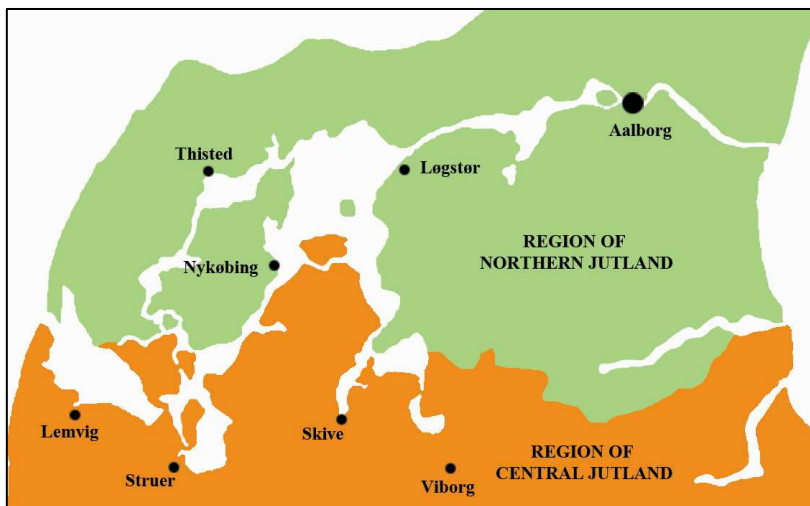 Aalborg
Thisted
Løgstør
REGION OF
NORTHERN JUTLAND
Nykøbing
Lemvig
Skive
REGION OF
CENTRAL JUTLAND
Struer
Viborg